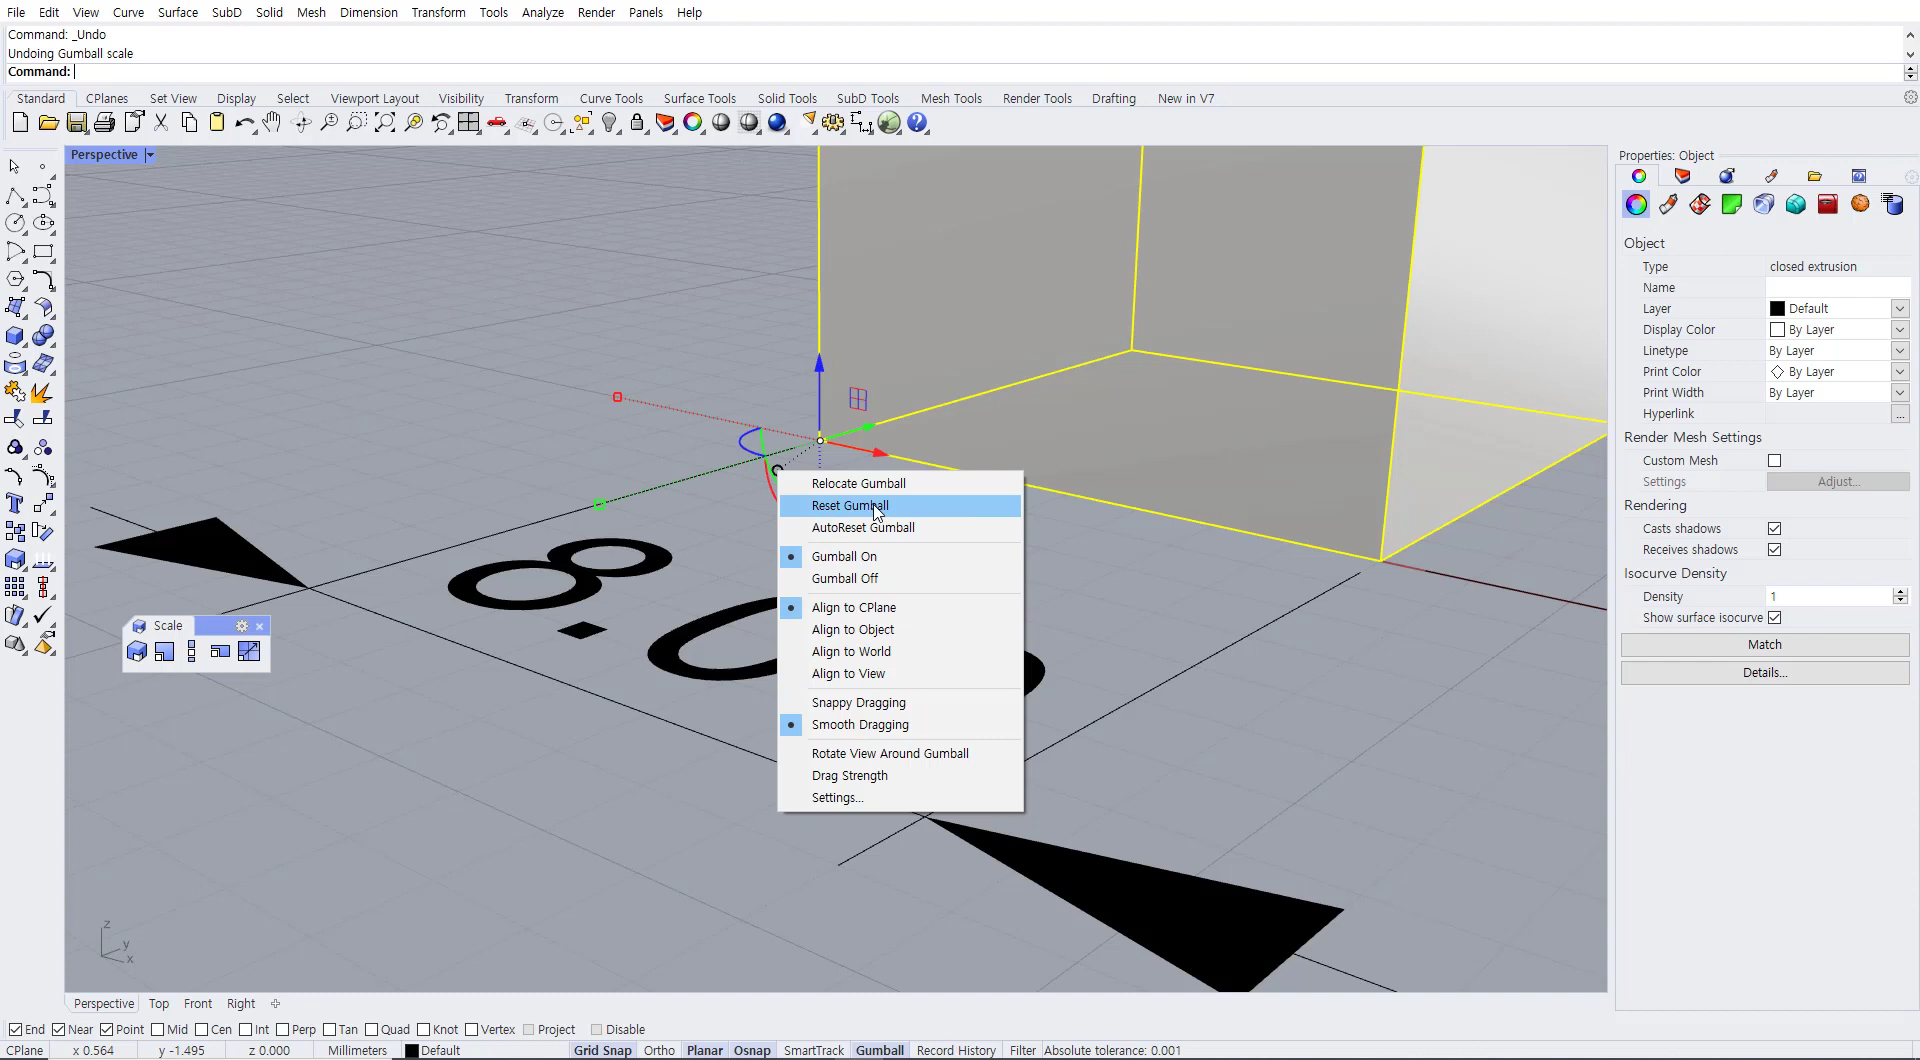 File Edit View Curve Surface SubD Solid Mesh Dimension Transform Tools Analyze Render Panels Help
Command: _Undo
Undoing Gumball scale
Command:
Standard CPlanes Set View Display Select Viewport Layout Visibility Transform Curve Tools Surface Tools Solid Tools SubD Tools Mesh Tools Render Tools Drafting New in V7
Perspective
Properties: Object
Object
Type closed extrusion
Name
Layer Default
Display Color By Layer
Linetype By Layer
Print Color By Layer
Print Width By Layer
Hyperlink ...
Render Mesh Settings
Custom Mesh
Settings Adjust...
Rendering
Casts shadows
Receives shadows
Isocurve Density
Density 1
Show surface isocurve
Match
Details...
Relocate Gumball
Reset Gumball
AutoReset Gumball
Gumball On
Gumball Off
Align to CPlane
Align to Object
Align to World
Align to View
Snappy Dragging
Smooth Dragging
Rotate View Around Gumball
Drag Strength
Settings...
Scale
z
y
x
Perspective Top Front Right
End Near Point Mid Cen Int Perp Tan Quad Knot Vertex Project Disable
CPlane x 0.564 y -1.495 z 0.000 Millimeters Default Grid Snap Ortho Planar Osnap SmartTrack Gumball Record History Filter Absolute tolerance: 0.001